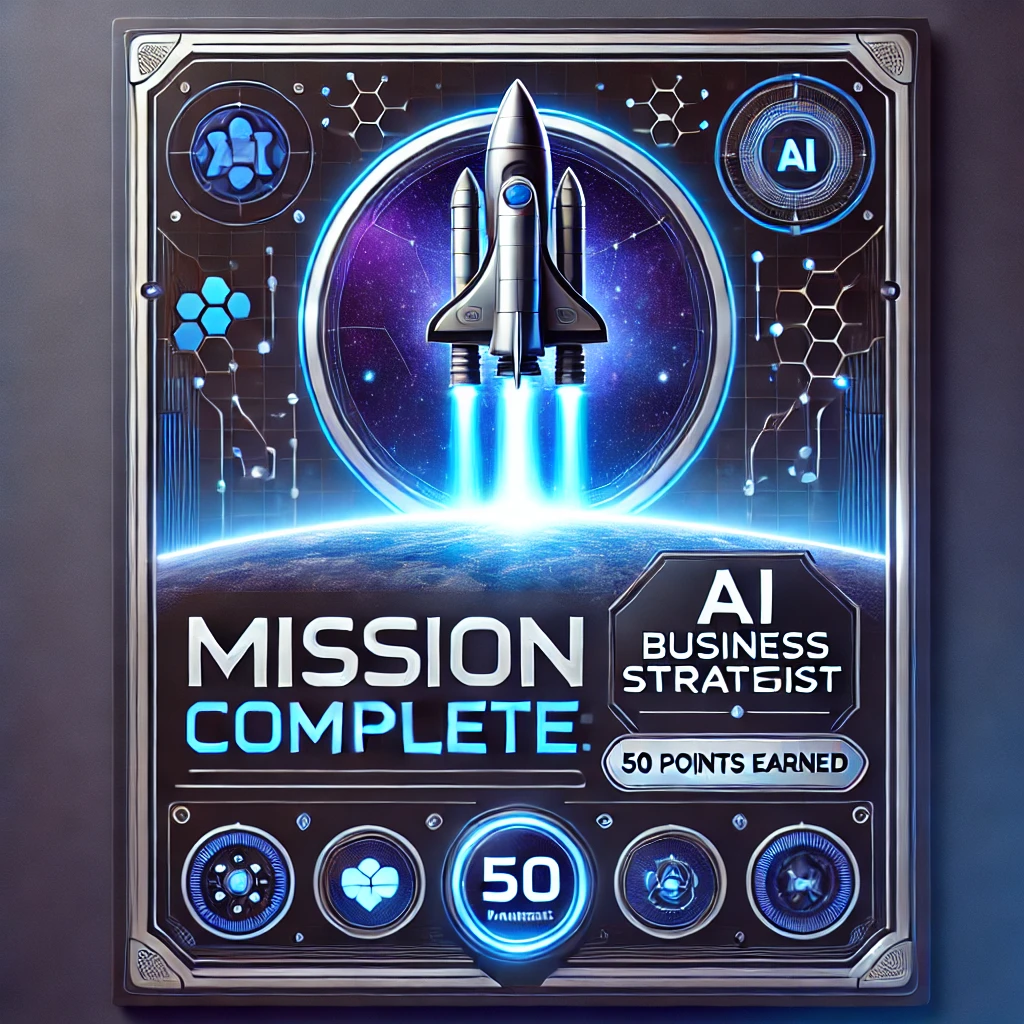 AI
MISSION
COMPLETE.
AI
BUSINESS
STRATEGIST
50 POINTS EARNED
50